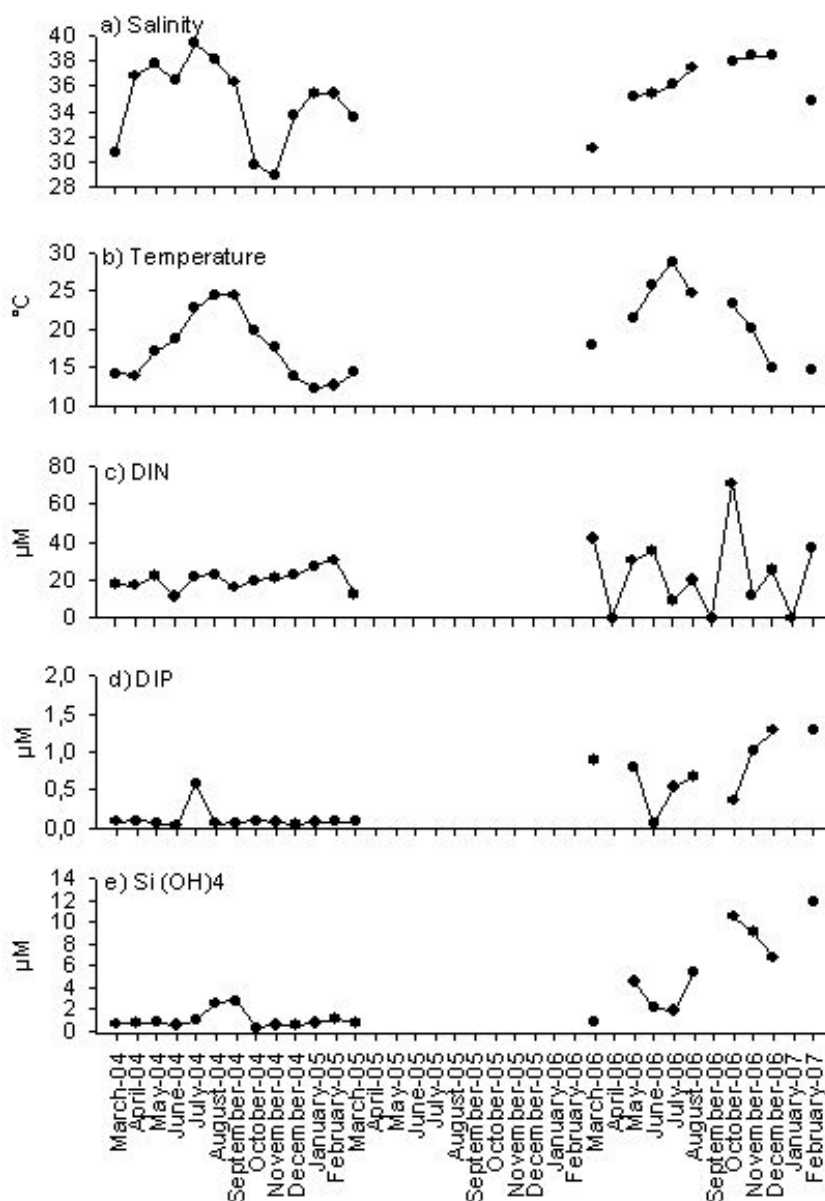 a) Salinity
40
38
36
34
32
30
28
b) Temperature
°C
30
25
20
15
10
c) DIN
µM
80
60
40
20
0
d) DIP
µM
2,0
1,5
1,0
0,5
0,0
e) Si (OH)4
µM
14
12
10
8
6
4
2
0
March-04
April-04
May-04
June-04
July-04
August-04
September-04
October-04
November-04
December-04
January-05
February-05
March-05
April-05
May-05
June-05
July-05
August-05
September-05
October-05
November-05
December-05
January-06
February-06
March-06
April-06
May-06
June-06
July-06
August-06
September-06
October-06
November-06
December-06
January-07
February-07